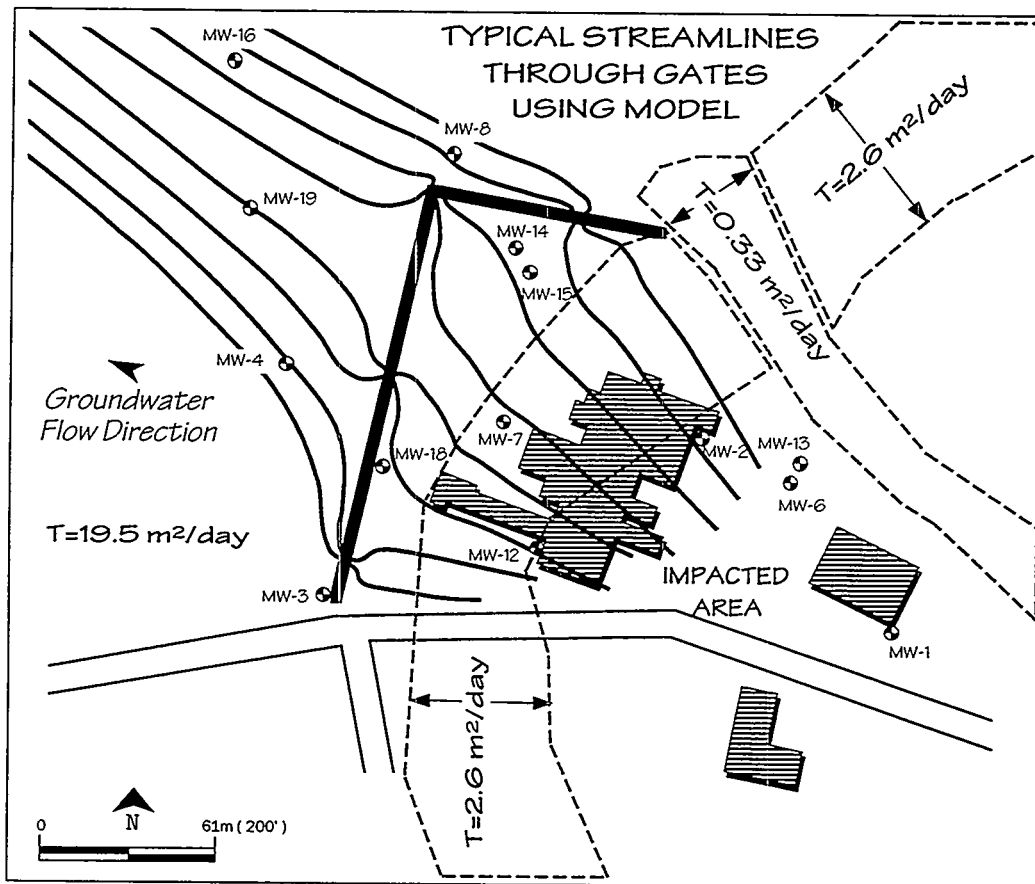 TYPICAL STREAMLINES
THROUGH GATES
USING MODEL
MW-16
MW-8
T=2.6 m²/day
T=0.33 m²/day
MW-19
MW-14
MW-15
MW-4
Groundwater
Flow Direction
MW-7
MW-2
MW-13
MW-18
MW-6
T=19.5 m²/day
MW-12
IMPACTED
AREA
MW-3
MW-1
T=2.6 m²/day
0
N
61m ( 200' )